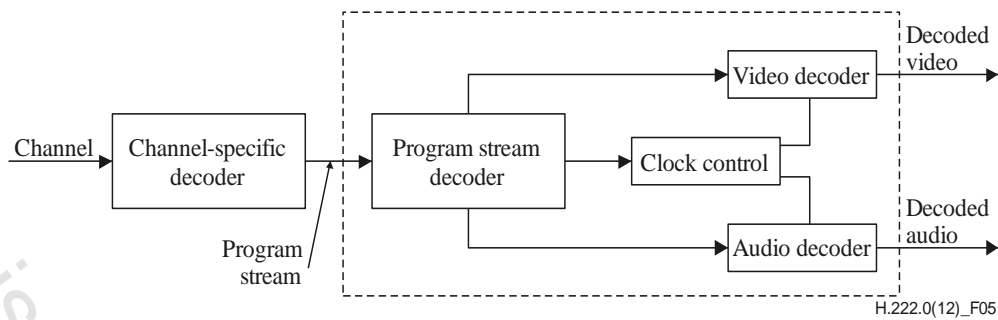 Decoded
video
Video decoder
Channel
Channel-specific
decoder
Program stream
decoder
Clock control
Program
stream
Decoded
audio
Audio decoder
H.222.0(12)_F05